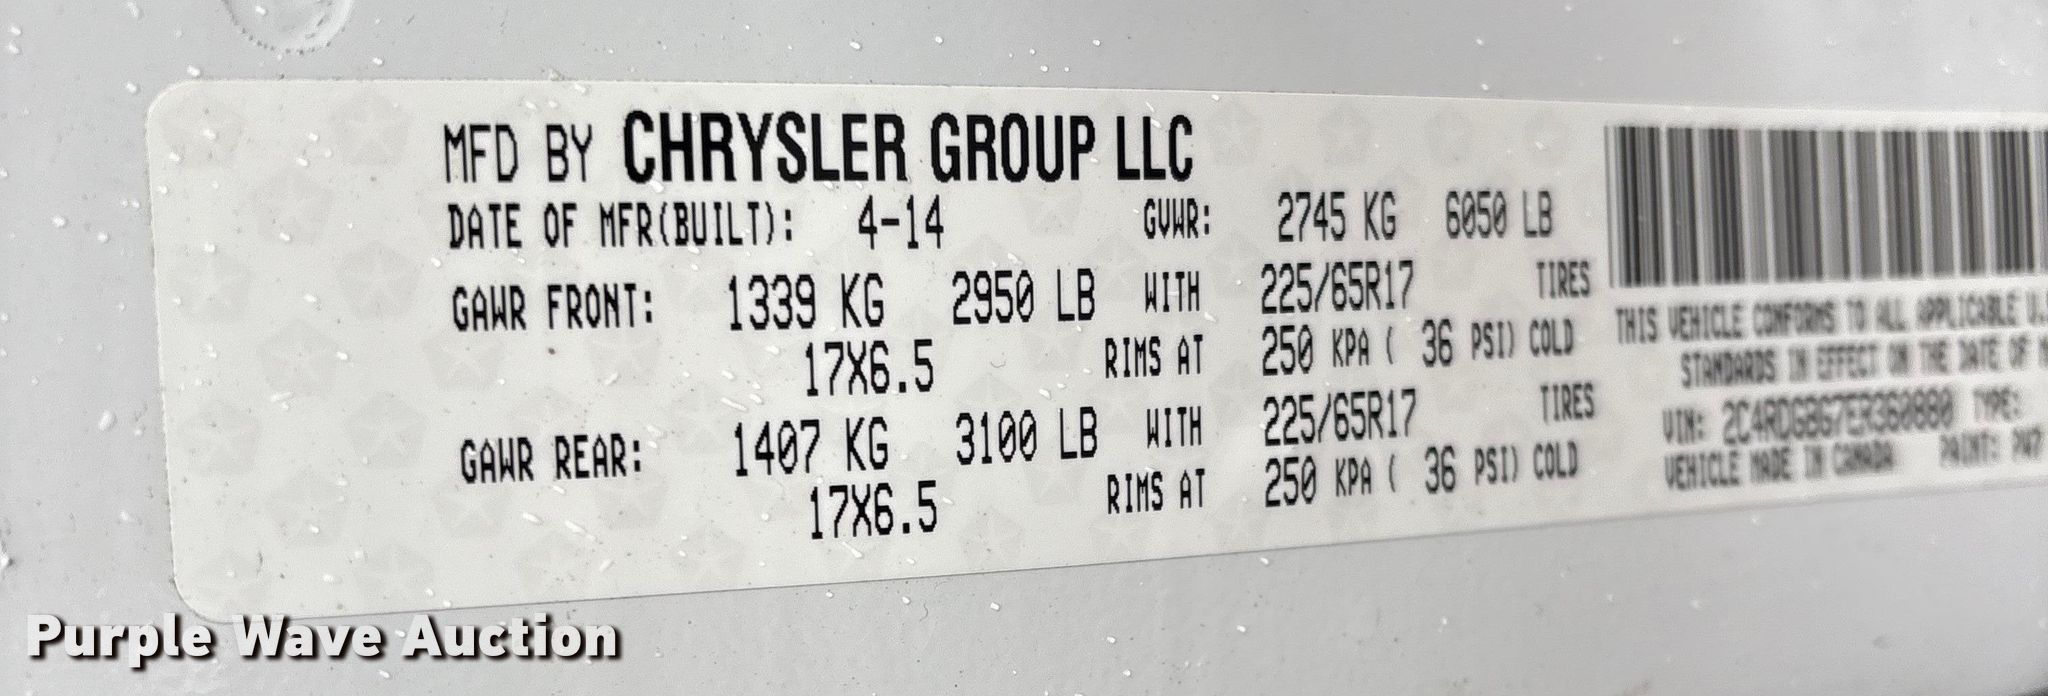 MFD BY CHRYSLER GROUP LLC
DATE OF MFR(BUILT): 4-14 GVWR: 2745 KG 6050 LB
GAWR FRONT: 1339 KG 2950 LB WITH 225/65R17 TIRES
17X6.5 RIMS AT 250 KPA ( 36 PSI) COLD
GAWR REAR: 1407 KG 3100 LB WITH 225/65R17 TIRES
17X6.5 RIMS AT 250 KPA ( 36 PSI) COLD
THIS VEHICLE CONFORMS TO ALL APPLICABLE U.
STANDARDS IN EFFECT ON THE DATE OF
VIN: 2C4RDGBG7ER360880 TYPE:
VEHICLE MADE IN CANADA PAINT: PW7
Purple Wave Auction